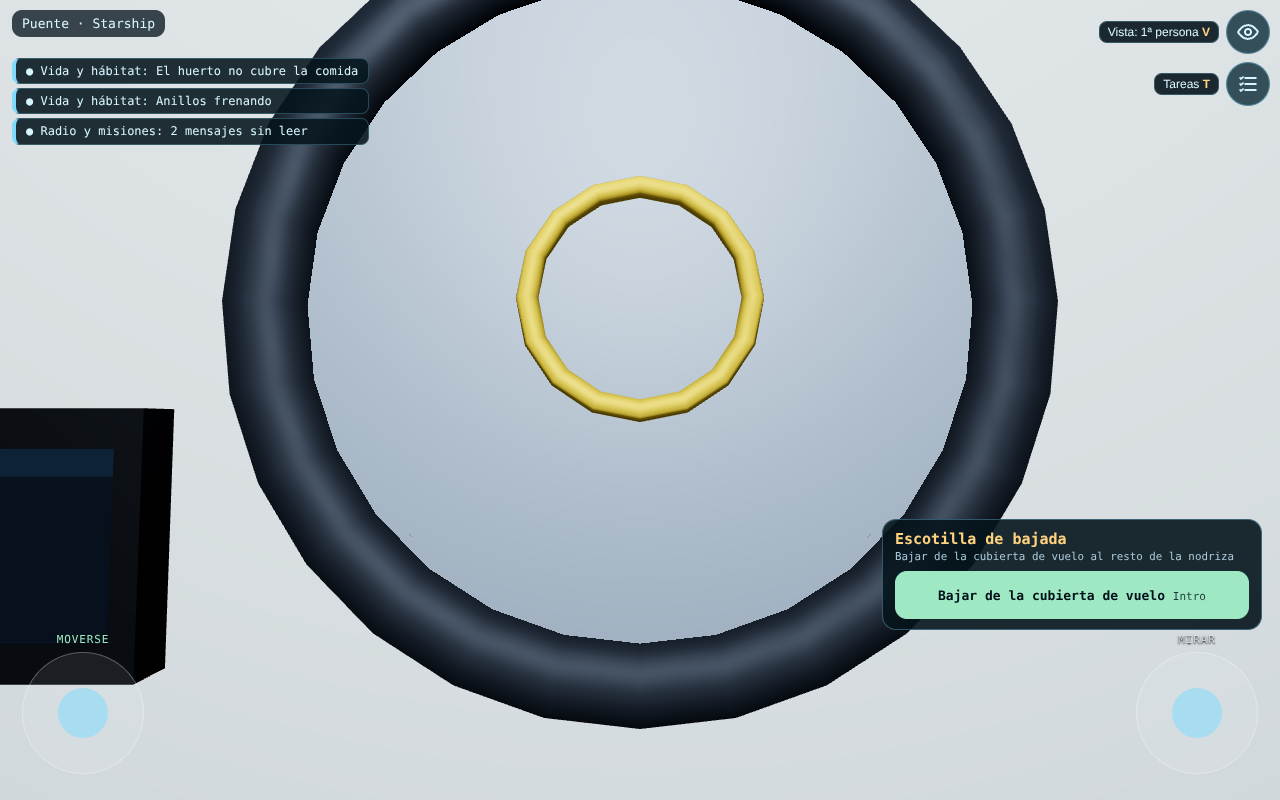 Puente · Starship
Vista: 1ª persona V
● Vida y hábitat: El huerto no cubre la comida
Tareas T
● Vida y hábitat: Anillos frenando
● Radio y misiones: 2 mensajes sin leer
Escotilla de bajada
Bajar de la cubierta de vuelo al resto de la nodriza
Bajar de la cubierta de vuelo Intro
MOVERSE
MIRAR